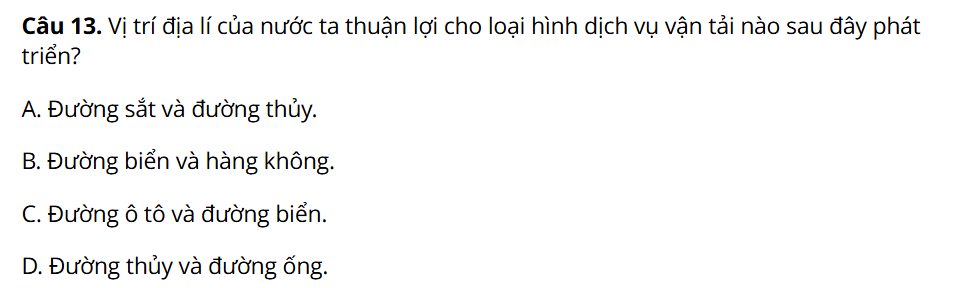 Câu 13. Vị trí địa lí của nước ta thuận lợi cho loại hình dịch vụ vận tải nào sau đây phát
triển?
A. Đường sắt và đường thủy.
B. Đường biển và hàng không.
C. Đường ô tô và đường biển.
D. Đường thủy và đường ống.